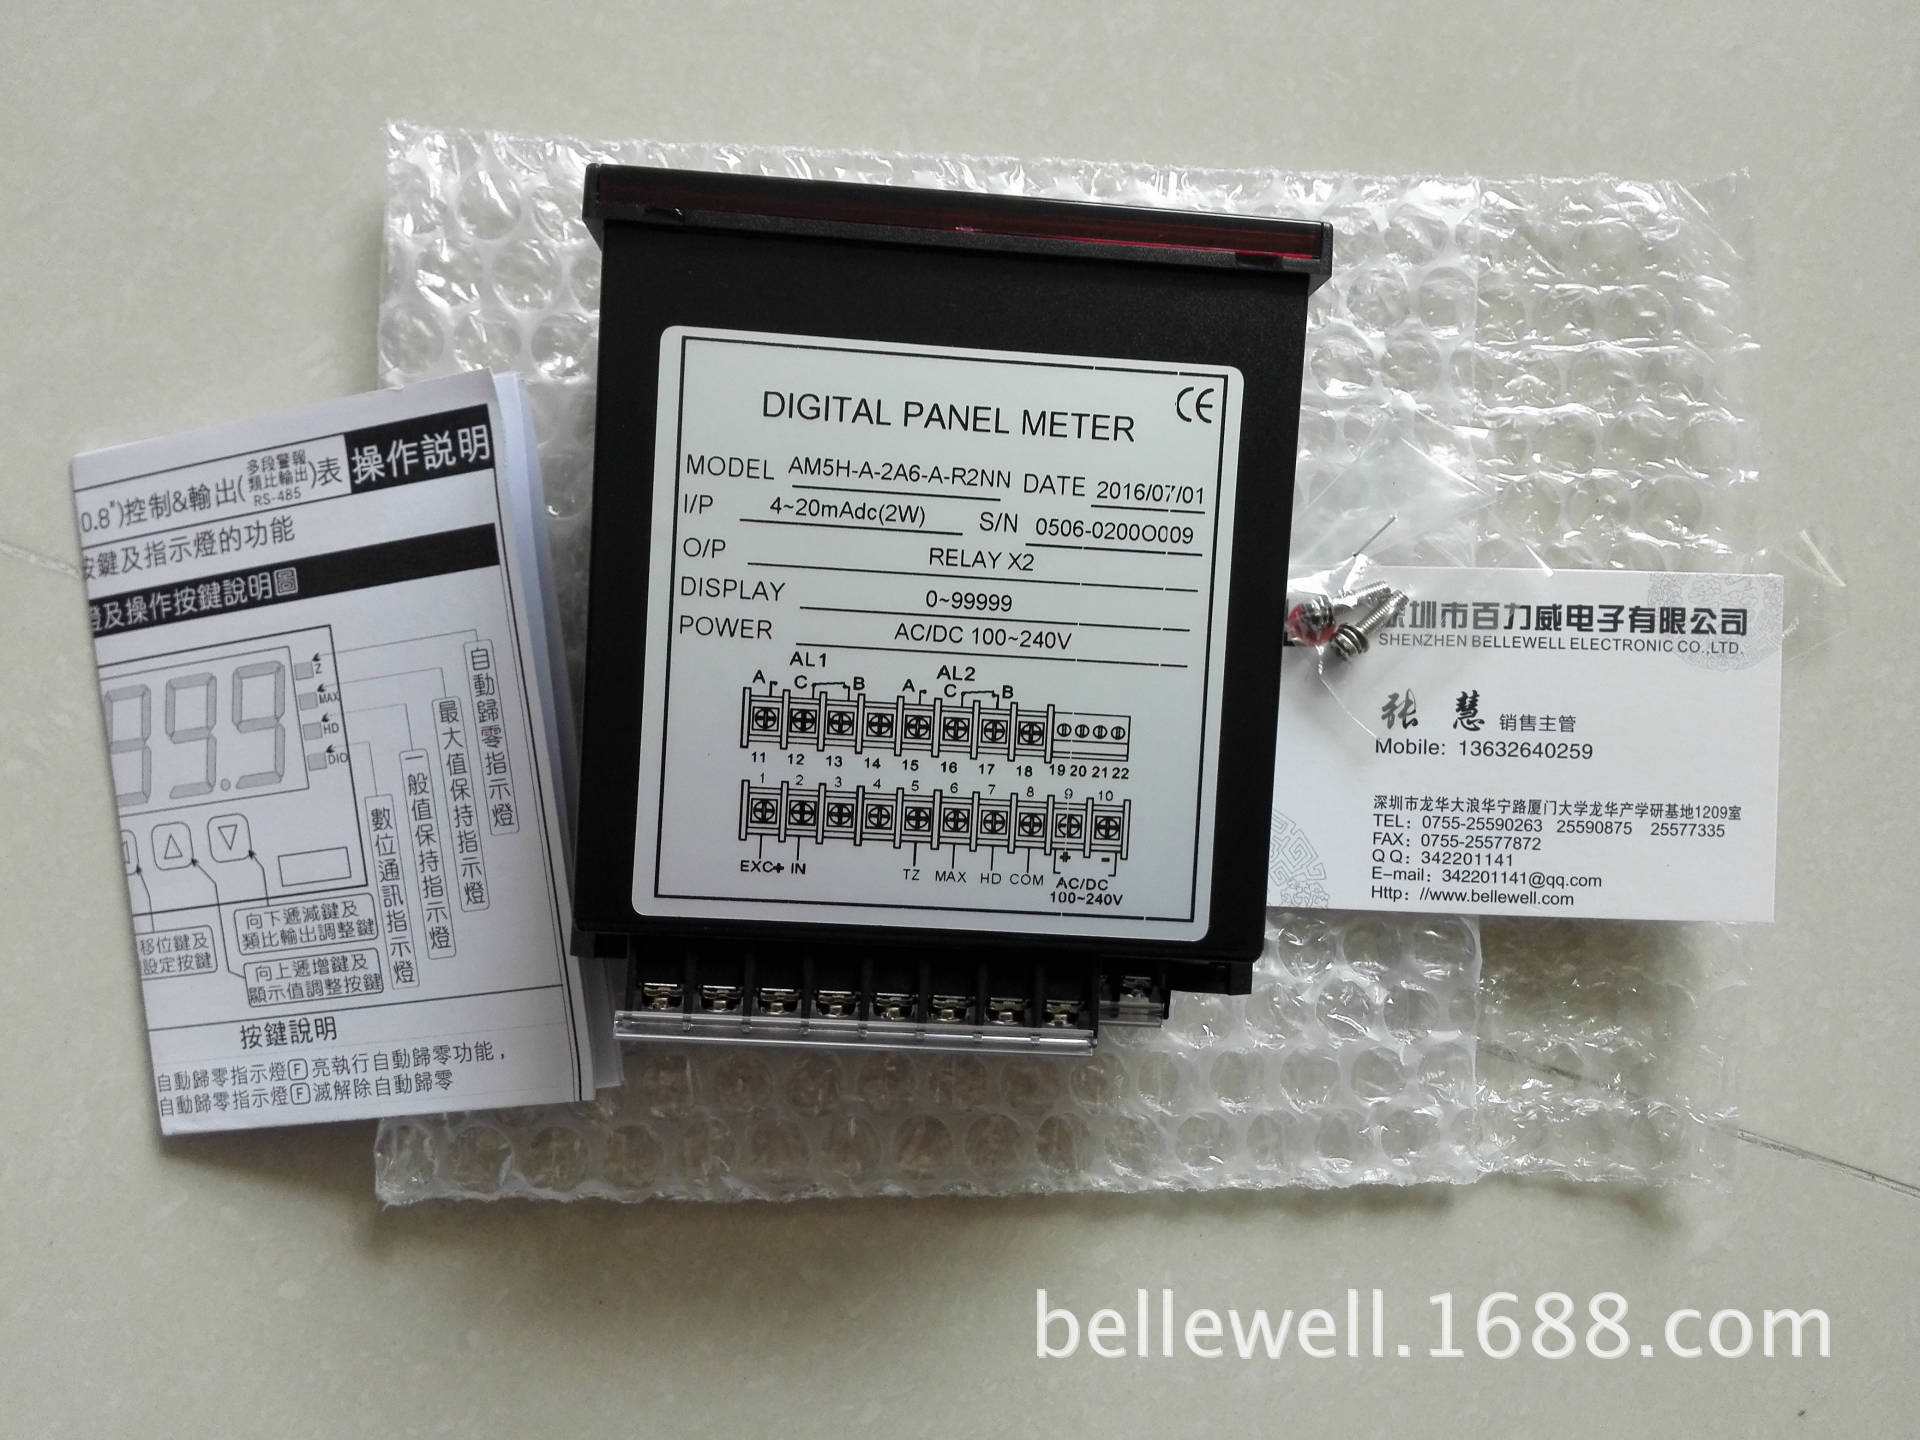 0.8")控制&輸出(多段警報類比輸出RS-485)表 操作説明
按鍵及指示燈的功能
燈及操作按鍵說明圖
Z
MAX
HD
DIO
自動歸零指示燈
最大值保持指示燈
一般值保持指示燈
數位通訊指示燈
向下遞減鍵及
類比輸出調整鍵
移位鍵及
設定按鍵
向上遞增鍵及
顯示值調整按鍵
按鍵說明
自動歸零指示燈F亮執行自動歸零功能，
自動歸零指示燈F滅解除自動歸零
DIGITAL PANEL METER CE
MODEL AM5H-A-2A6-A-R2NN DATE 2016/07/01
I/P 4~20mAdc(2W) S/N 0506-0200O009
O/P RELAY X2
DISPLAY 0~99999
POWER AC/DC 100~240V
AL1 AL2
A C B A C B
11 12 13 14 15 16 17 18 19 20 21 22
1 2 3 4 5 6 7 8 9 10
EXC+ IN TZ MAX HD COM + -
AC/DC
100~240V
深圳市百力威电子有限公司
SHENZHEN BELLEWELL ELECTRONIC CO.,LTD.
张 慧 销售主管
Mobile: 13632640259
深圳市龙华大浪华宁路厦门大学龙华产学研基地1209室
TEL: 0755-25590263 25590875 25577335
FAX: 0755-25577872
Q Q: 342201141
E-mail: 342201141@qq.com
Http: //www.bellewell.com
bellewell.1688.com